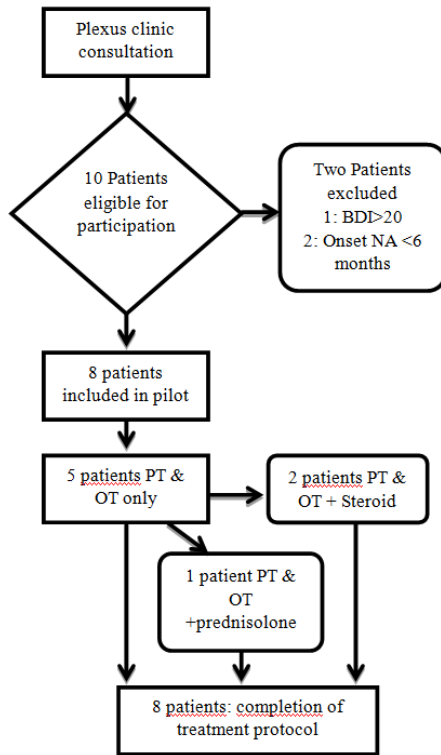 Plexus clinic
consultation
10 Patients
eligible for
participation
Two Patients
excluded
1: BDI>20
2: Onset NA <6
months
8 patients
included in pilot
5 patients PT &
OT only
2 patients PT &
OT + Steroid
1 patient PT &
OT
+prednisolone
8 patients: completion of
treatment protocol